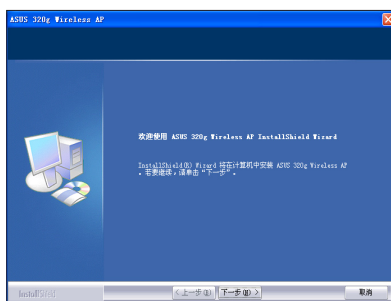 ASUS 320g Wireless AP
欢迎使用 ASUS 320g Wireless AP InstallShield Wizard
InstallShield(R) Wizard 将在计算机中安装 ASUS 320g Wireless AP
。若要继续，请单击“下一步”。
InstallShield
<上一步(B) 下一步(N)> 取消